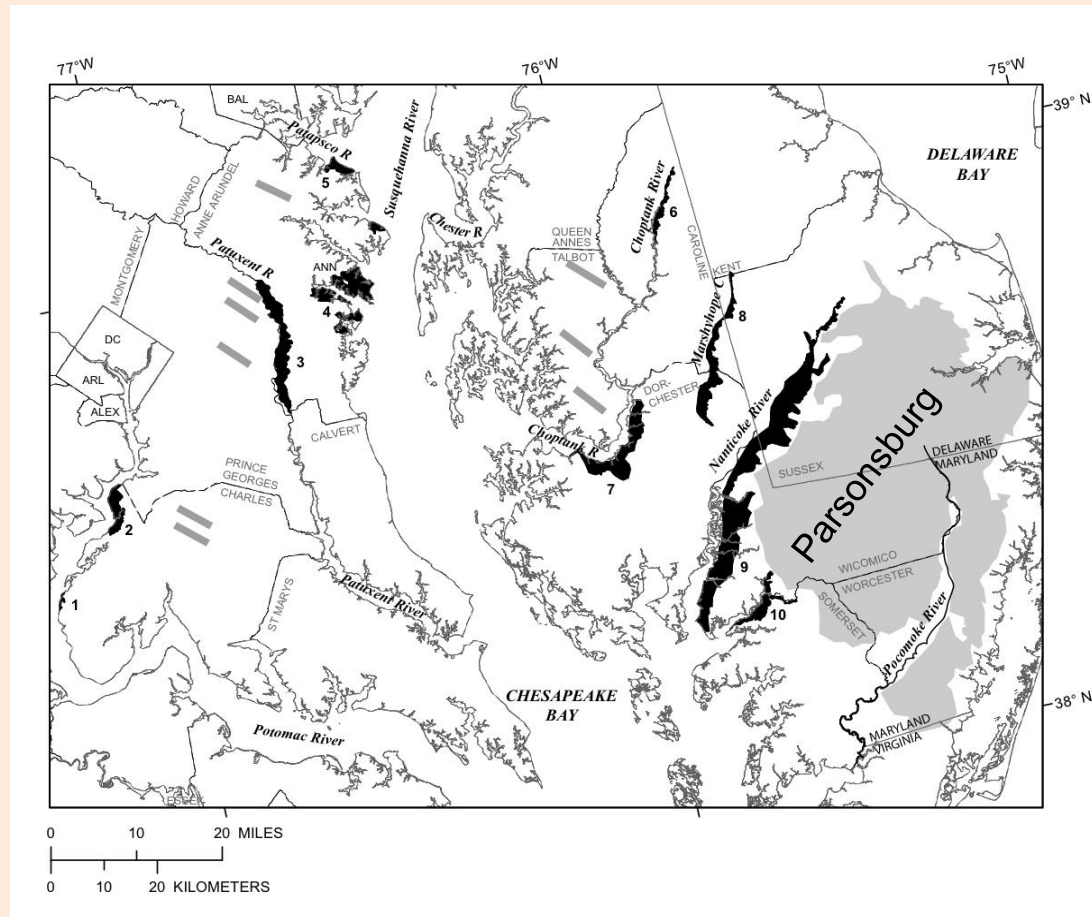 77°W
76°W
75°W
39° N
BAL
Patapsco R
Susquehanna River
DELAWARE
BAY
5
HOWARD
ANNE ARUNDEL
Chester R
Choptank River
6
QUEEN
ANNES
TALBOT
CAROLINE
KENT
MONTGOMERY
Patuxent R
ANN
4
Marshyhope C
8
DC
3
ARL
ALEX
DOR-
CHESTER
CALVERT
Choptank R
7
Nanticoke River
Parsonsburg
DELAWARE
MARYLAND
SUSSEX
PRINCE
GEORGES
CHARLES
2
9
WICOMICO
WORCESTER
1
ST MARYS
Patuxent River
10
SOMERSET
Pocomoke River
CHESAPEAKE
BAY
38° N
Potomac River
MARYLAND
VIRGINIA
ESSEX
0 10 20 MILES
0 10 20 KILOMETERS